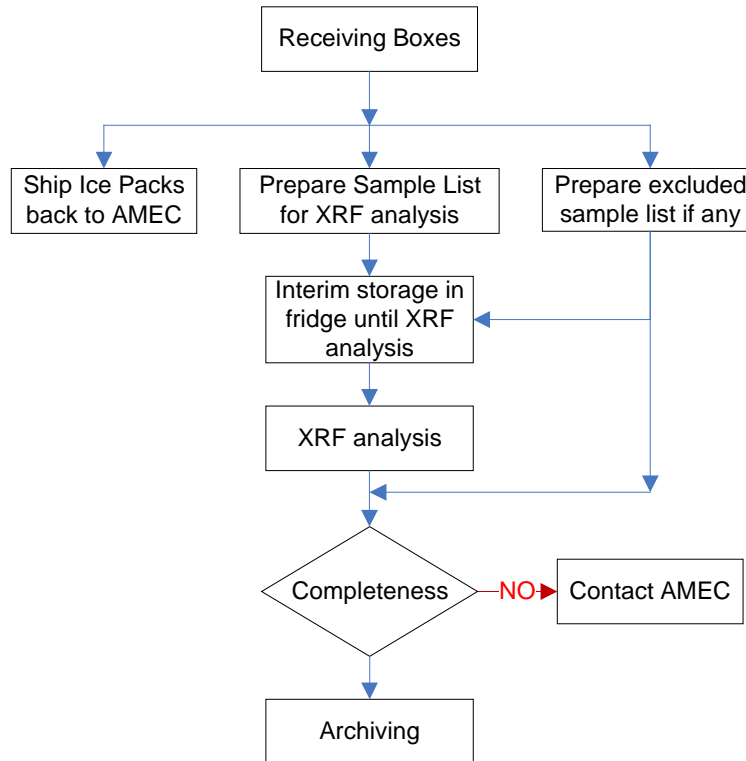 Receiving Boxes
Ship Ice Packs
back to AMEC
Prepare Sample List
for XRF analysis
Prepare excluded
sample list if any
Interim storage in
fridge until XRF
analysis
XRF analysis
Completeness
NO
Contact AMEC
Archiving